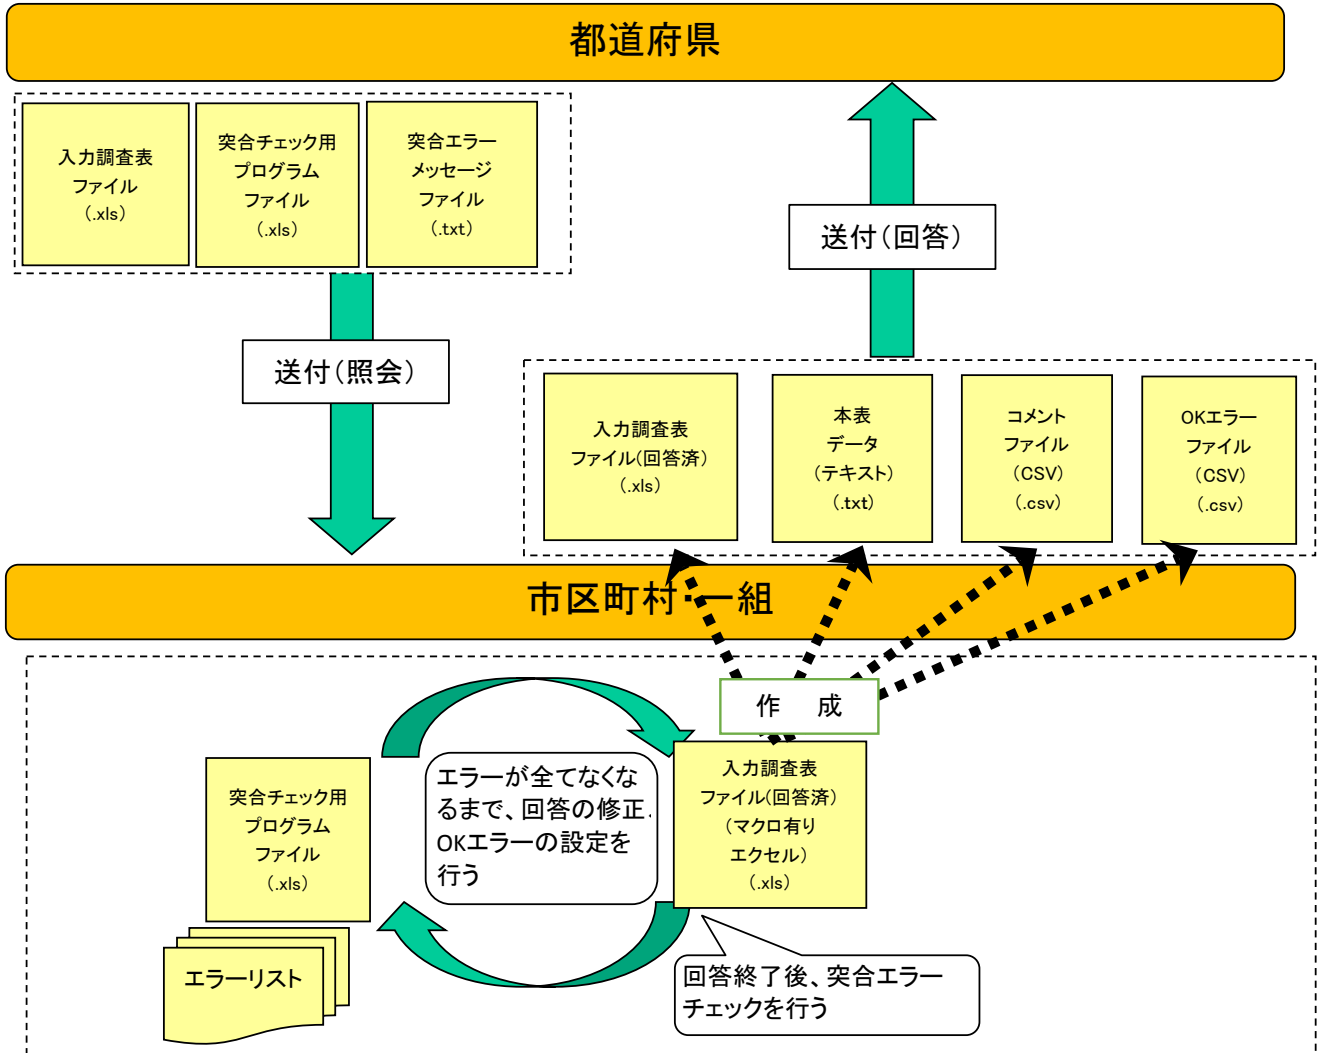 都道府県
入力調査表
ファイル
(.xls)
突合チェック用
プログラム
ファイル
(.xls)
突合エラー
メッセージ
ファイル
(.txt)
送付(回答)
送付(照会)
入力調査表
ファイル(回答済)
(.xls)
本表
データ
(テキスト)
(.txt)
コメント
ファイル
(CSV)
(.csv)
OKエラー
ファイル
(CSV)
(.csv)
市区町村・一組
作 成
突合チェック用
プログラム
ファイル
(.xls)
エラーリスト
エラーが全てなくな
るまで、回答の修正、
OKエラーの設定を
行う
入力調査表
ファイル(回答済)
(マクロ有り
エクセル)
(.xls)
回答終了後、突合エラー
チェックを行う